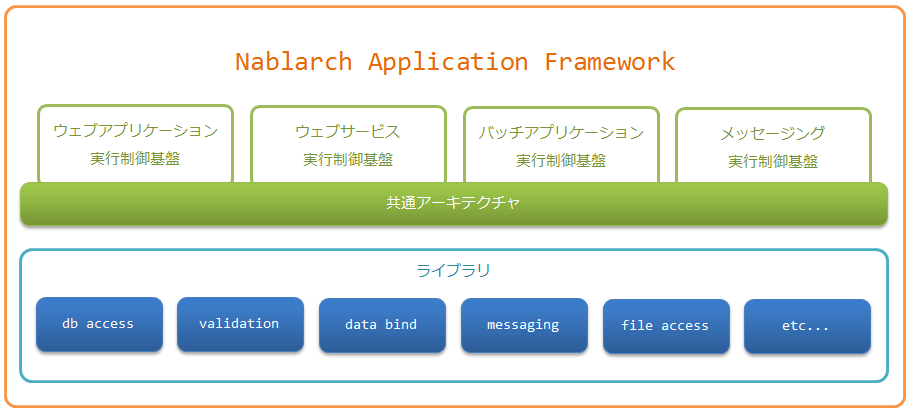 Nablarch Application Framework
ウェブアプリケーション
実行制御基盤
ウェブサービス
実行制御基盤
バッチアプリケーション
実行制御基盤
メッセージング
実行制御基盤
共通アーキテクチャ
ライブラリ
db access
validation
data bind
messaging
file access
etc...